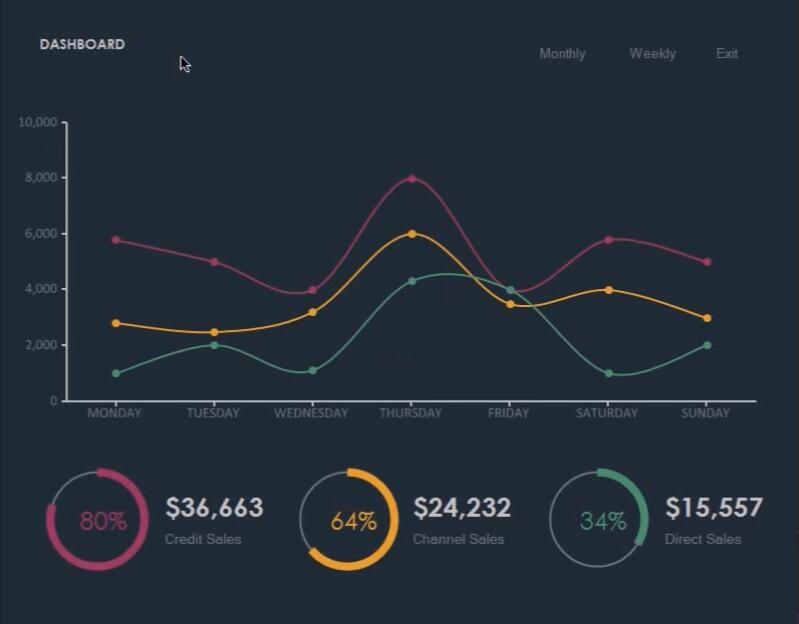 DASHBOARD
Monthly Weekly Exit
10,000
8,000
6,000
4,000
2,000
0
MONDAY TUESDAY WEDNESDAY THURSDAY FRIDAY SATURDAY SUNDAY
80% $36,663 64% $24,232 34% $15,557
Credit Sales Channel Sales Direct Sales